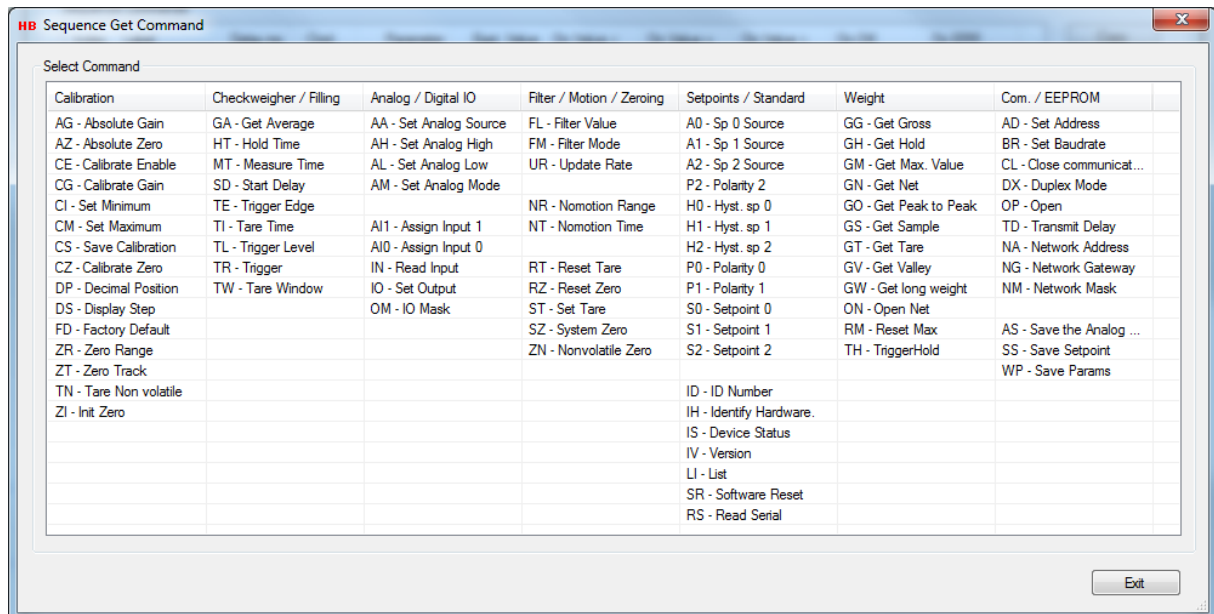 HB Sequence Get Command
Select Command
Calibration Checkweigher / Filling Analog / Digital IO Filter / Motion / Zeroing Setpoints / Standard Weight Com. / EEPROM
AG - Absolute Gain GA - Get Average AA - Set Analog Source FL - Filter Value A0 - Sp 0 Source GG - Get Gross AD - Set Address
AZ - Absolute Zero HT - Hold Time AH - Set Analog High FM - Filter Mode A1 - Sp 1 Source GH - Get Hold BR - Set Baudrate
CE - Calibrate Enable MT - Measure Time AL - Set Analog Low UR - Update Rate A2 - Sp 2 Source GM - Get Max. Value CL - Close communicat...
CG - Calibrate Gain SD - Start Delay AM - Set Analog Mode P2 - Polarity 2 GN - Get Net DX - Duplex Mode
CI - Set Minimum TE - Trigger Edge NR - Nomotion Range H0 - Hyst. sp 0 GO - Get Peak to Peak OP - Open
CM - Set Maximum TI - Tare Time AI1 - Assign Input 1 NT - Nomotion Time H1 - Hyst. sp 1 GS - Get Sample TD - Transmit Delay
CS - Save Calibration TL - Trigger Level AI0 - Assign Input 0 H2 - Hyst. sp 2 GT - Get Tare NA - Network Address
CZ - Calibrate Zero TR - Trigger IN - Read Input RT - Reset Tare P0 - Polarity 0 GV - Get Valley NG - Network Gateway
DP - Decimal Position TW - Tare Window IO - Set Output RZ - Reset Zero P1 - Polarity 1 GW - Get long weight NM - Network Mask
DS - Display Step OM - IO Mask ST - Set Tare S0 - Setpoint 0 ON - Open Net
FD - Factory Default SZ - System Zero S1 - Setpoint 1 RM - Reset Max AS - Save the Analog ...
ZR - Zero Range ZN - Nonvolatile Zero S2 - Setpoint 2 TH - TriggerHold SS - Save Setpoint
ZT - Zero Track WP - Save Params
TN - Tare Non volatile ID - ID Number
ZI - Init Zero IH - Identify Hardware.
IS - Device Status
IV - Version
LI - List
SR - Software Reset
RS - Read Serial
Exit